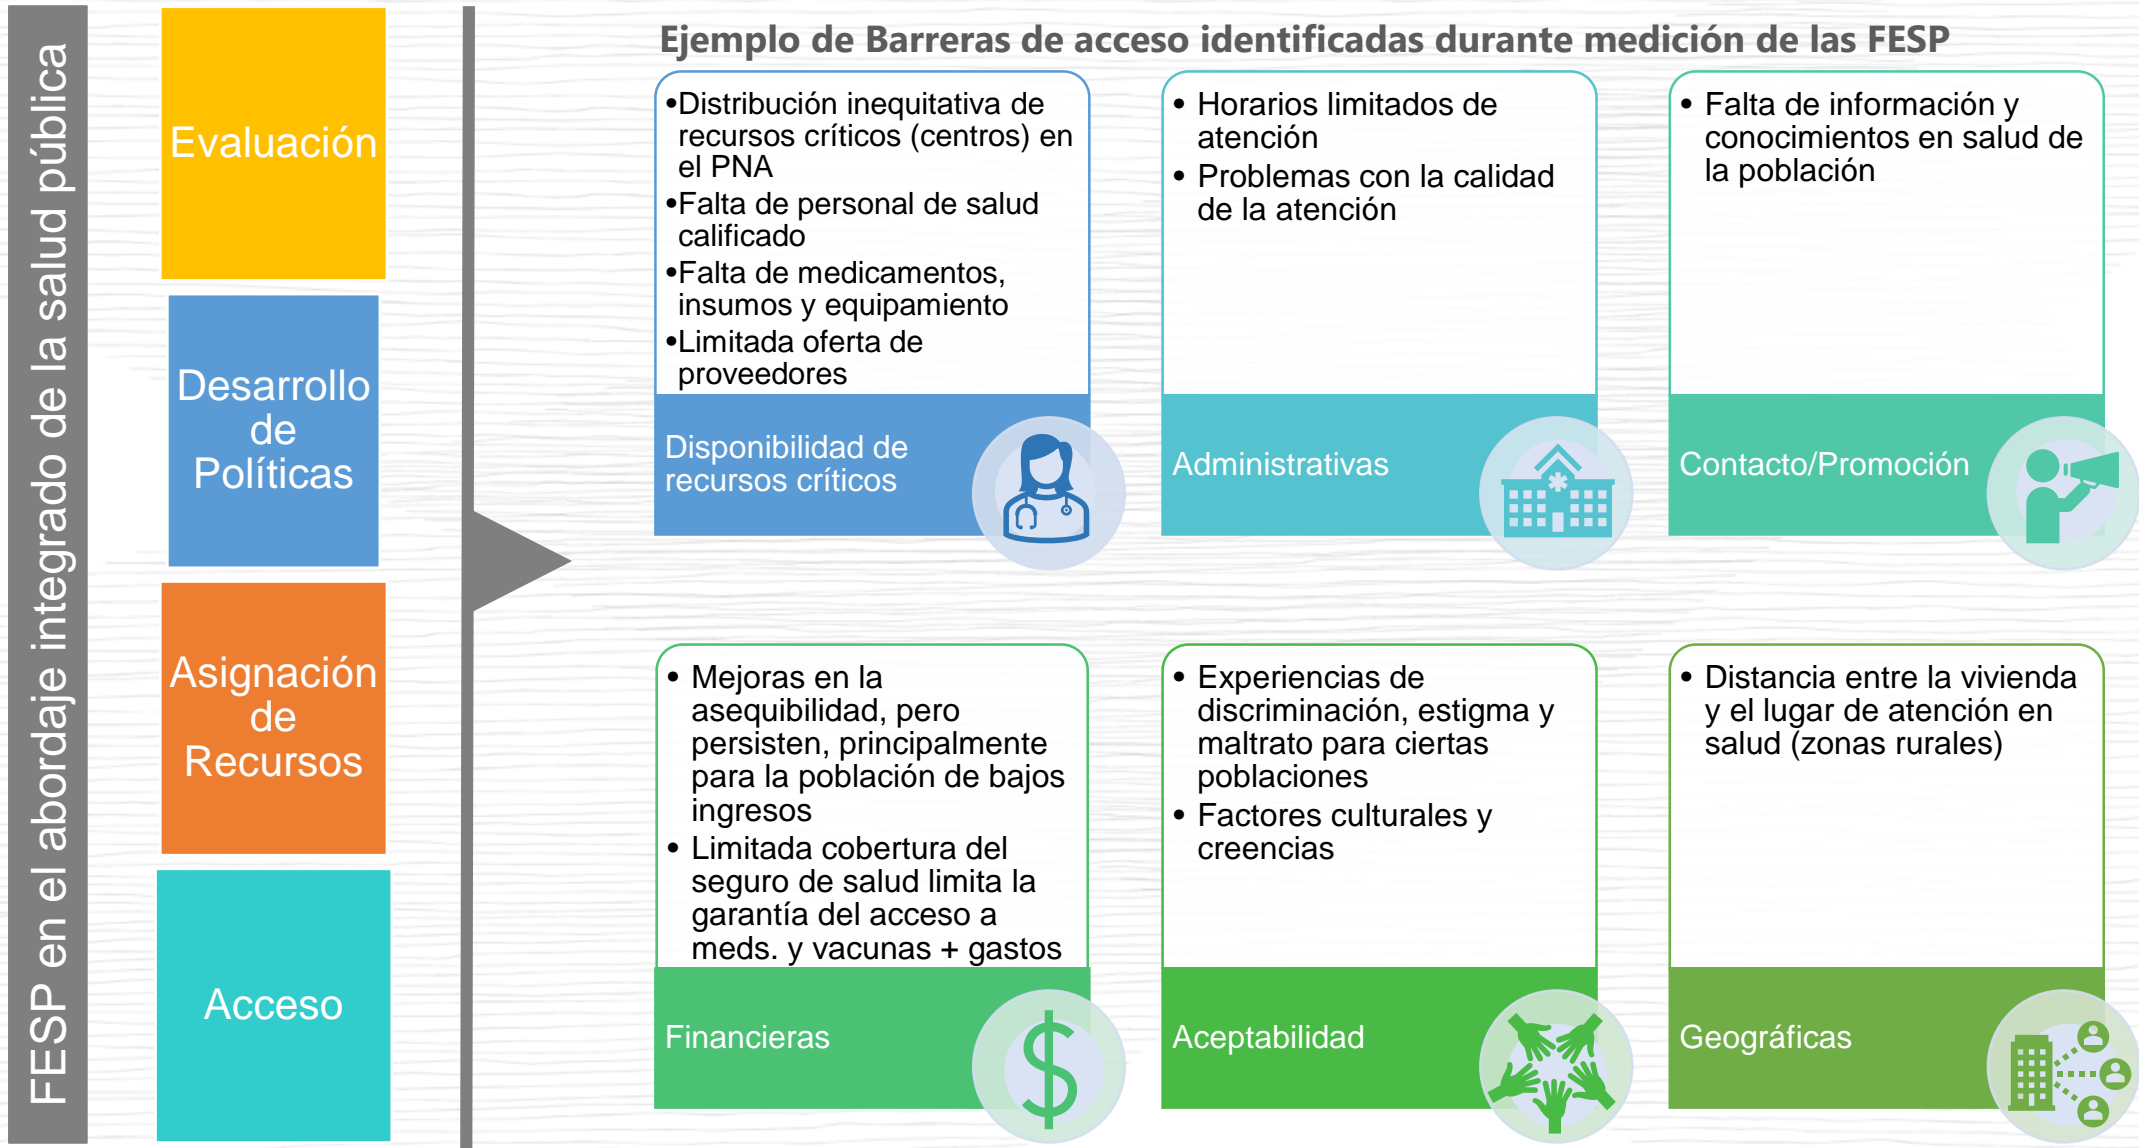 FESP en el abordaje integrado de la salud pública
Evaluación
Desarrollo
de
Políticas
Asignación
de
Recursos
Acceso
Ejemplo de Barreras de acceso identificadas durante medición de las FESP
•Distribución inequitativa de
recursos críticos (centros) en
el PNA
•Falta de personal de salud
calificado
•Falta de medicamentos,
insumos y equipamiento
•Limitada oferta de
proveedores
Disponibilidad de
recursos críticos
• Horarios limitados de
atención
• Problemas con la calidad
de la atención
Administrativas
• Falta de información y
conocimientos en salud de
la población
Contacto/Promoción
• Mejoras en la
asequibilidad, pero
persisten, principalmente
para la población de bajos
ingresos
• Limitada cobertura del
seguro de salud limita la
garantía del acceso a
meds. y vacunas + gastos
Financieras
• Experiencias de
discriminación, estigma y
maltrato para ciertas
poblaciones
• Factores culturales y
creencias
Aceptabilidad
• Distancia entre la vivienda
y el lugar de atención en
salud (zonas rurales)
Geográficas